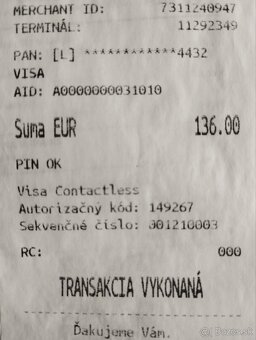 MERCHANT ID: 7311240947
TERMINÁL: 11292349
PAN: [L] ************4432
VISA
AID: A0000000031010
Suma EUR 136.00
PIN OK
Visa Contactless
Autorizačný kód: 149267
Sekvenčné číslo: 001210003
RC: 000
TRANSAKCIA VYKONANÁ
Ďakujeme Vám.